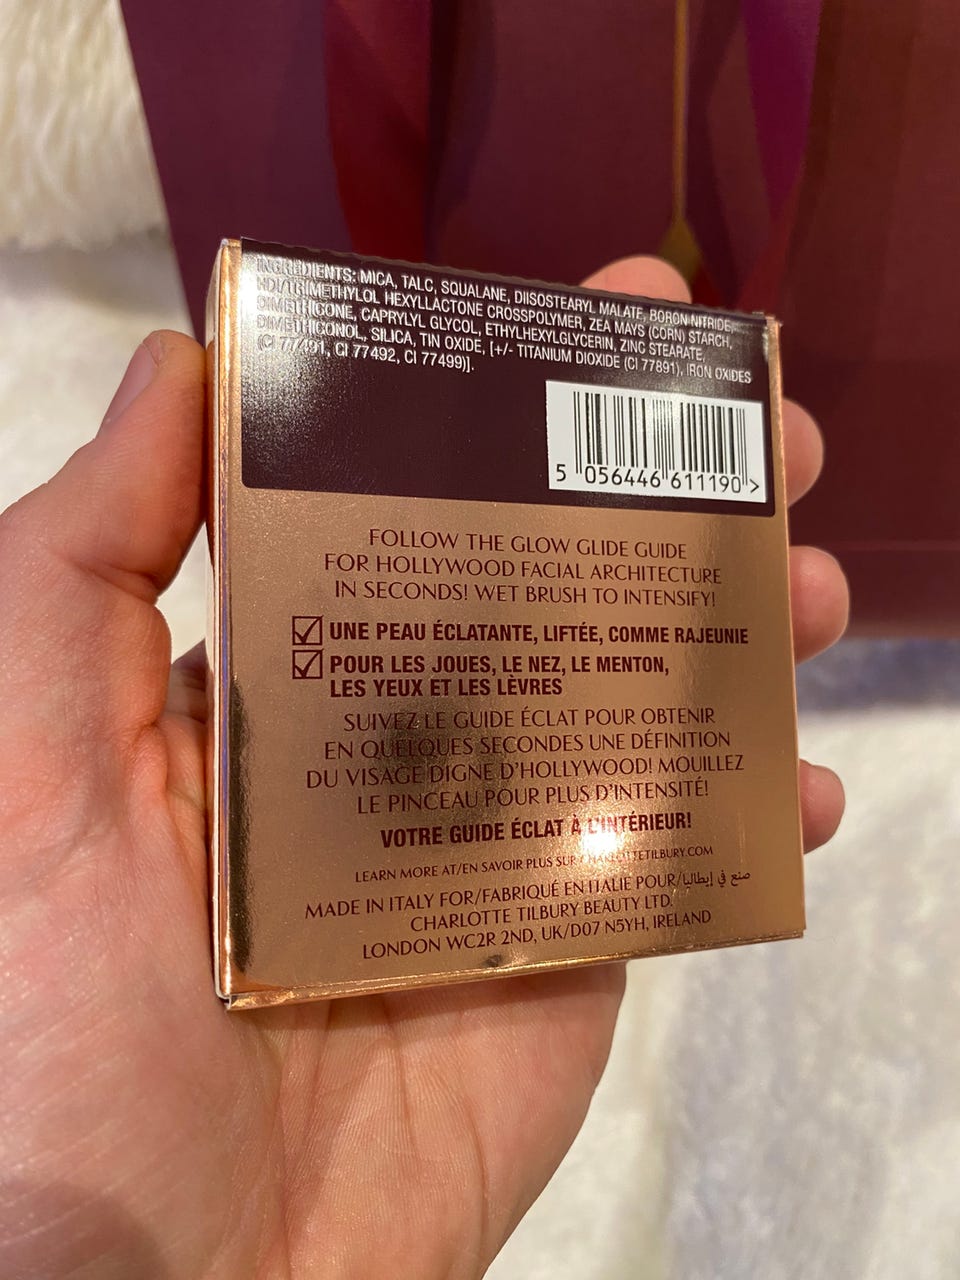 INGREDIENTS: MICA, TALC, SQUALANE, DIISOSTEARYL MALATE, BORON NITRIDE,
HDI/TRIMETHYLOL HEXYLLACTONE CROSSPOLYMER, ZEA MAYS (CORN) STARCH,
DIMETHICONE, CAPRYLYL GLYCOL, ETHYLHEXYLGLYCERIN, ZINC STEARATE,
DIMETHICONOL, SILICA, TIN OXIDE, [+/- TITANIUM DIOXIDE (CI 77891), IRON OXIDES
(CI 77491, CI 77492, CI 77499)].
5 056446 611190 >
FOLLOW THE GLOW GLIDE GUIDE
FOR HOLLYWOOD FACIAL ARCHITECTURE
IN SECONDS! WET BRUSH TO INTENSIFY!
UNE PEAU ÉCLATANTE, LIFTÉE, COMME RAJEUNIE
POUR LES JOUES, LE NEZ, LE MENTON,
LES YEUX ET LES LÈVRES
SUIVEZ LE GUIDE ÉCLAT POUR OBTENIR
EN QUELQUES SECONDES UNE DÉFINITION
DU VISAGE DIGNE D'HOLLYWOOD! MOUILLEZ
LE PINCEAU POUR PLUS D'INTENSITÉ!
VOTRE GUIDE ÉCLAT À L'INTÉRIEUR!
LEARN MORE AT/EN SAVOIR PLUS SUR CHARLOTTETILBURY.COM
MADE IN ITALY FOR/FABRIQUÉ EN ITALIE POUR/صنع في إيطاليا
CHARLOTTE TILBURY BEAUTY LTD.
LONDON WC2R 2ND, UK/D07 N5YH, IRELAND